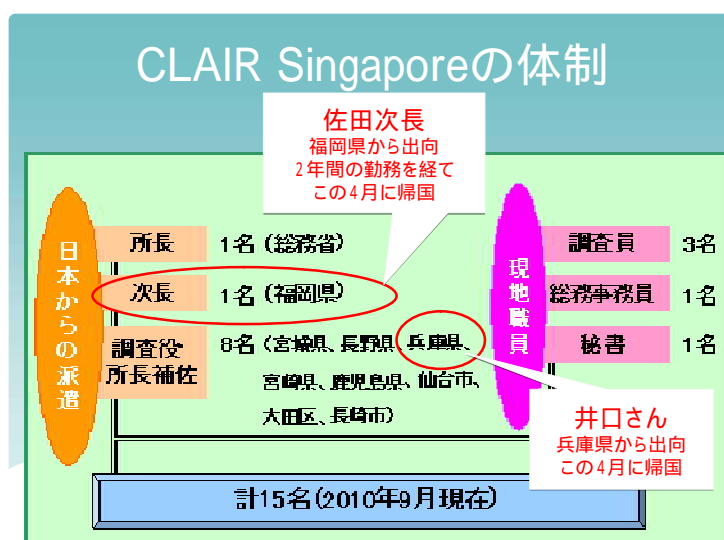 CLAIR Singaporeの体制
佐田次長
福岡県から出向
2年間の勤務を経て
この4月に帰国
日本からの派遣
所長
1名(総務省)
次長
1名(福岡県)
調査役
所長補佐
8名(宮城県、長野県、兵庫県、
宮崎県、鹿児島県、仙台市、
大田区、長崎市)
現地職員
調査員
3名
総務事務員
1名
秘書
1名
井口さん
兵庫県から出向
この4月に帰国
計15名(2010年9月現在)